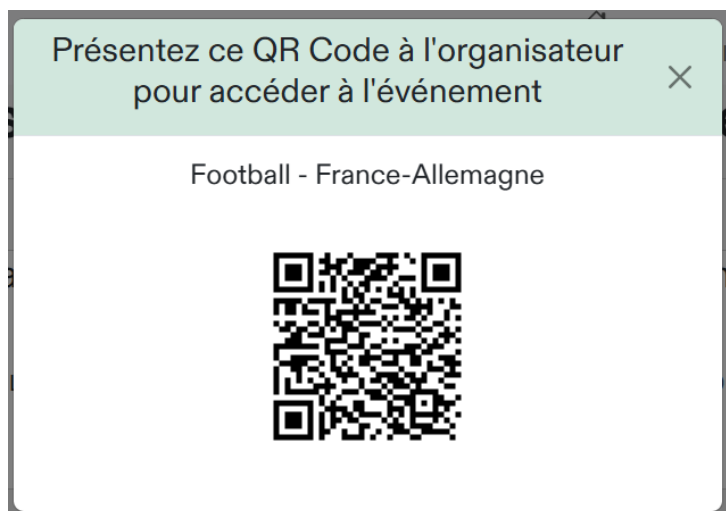 Présentez ce QR Code à l'organisateur
pour accéder à l'événement
Football - France-Allemagne